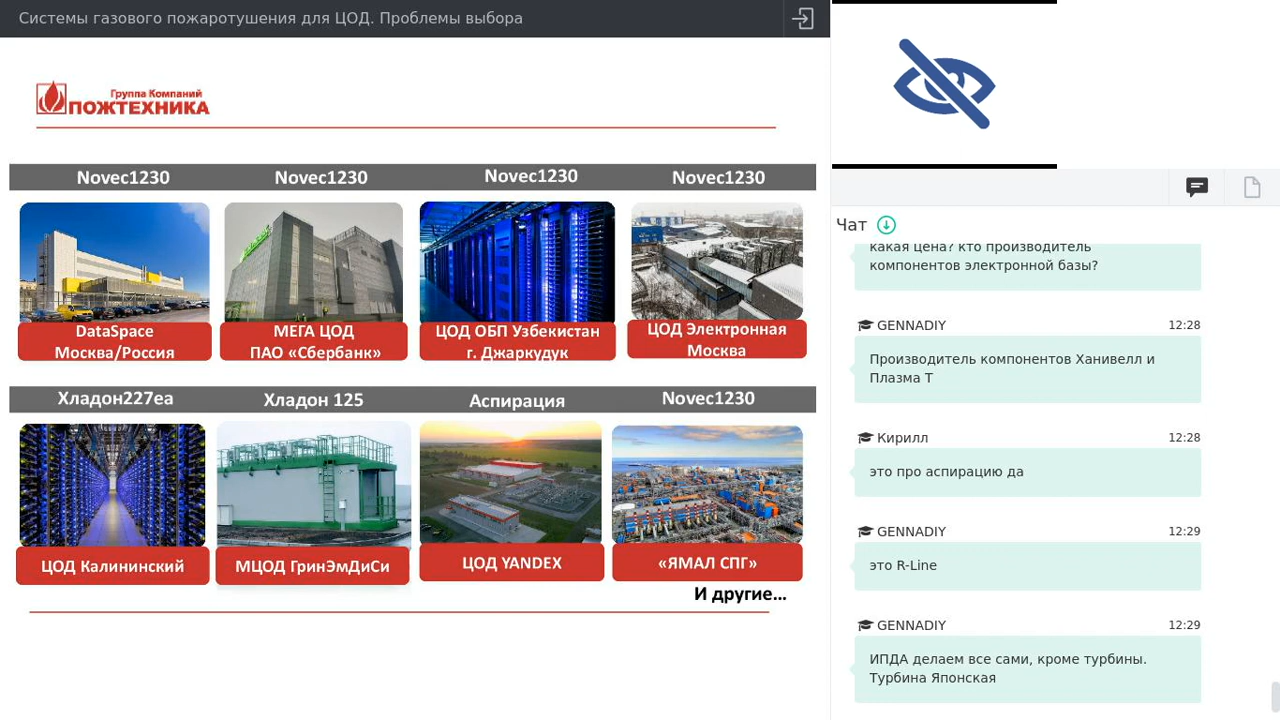 Системы газового пожаротушения для ЦОД. Проблемы выбора
Группа Компаний
ПОЖТЕХНИКА
Novec1230
Novec1230
Novec1230
Novec1230
DataSpace
Москва/Россия
МЕГА ЦОД
ПАО «Сбербанк»
ЦОД ОБП Узбекистан
г. Джаркудук
ЦОД Электронная
Москва
Хладон227еа
Хладон 125
Аспирация
Novec1230
ЦОД Калининский
МЦОД ГринЭмДиСи
ЦОД YANDEX
«ЯМАЛ СПГ»
И другие...
Чат
какая цена? кто производитель
компонентов электронной базы?
GENNADIY 12:28
Производитель компонентов Ханивелл и
Плазма Т
Кирилл 12:28
это про аспирацию да
GENNADIY 12:29
это R-Line
GENNADIY 12:29
ИПДА делаем все сами, кроме турбины.
Турбина Японская